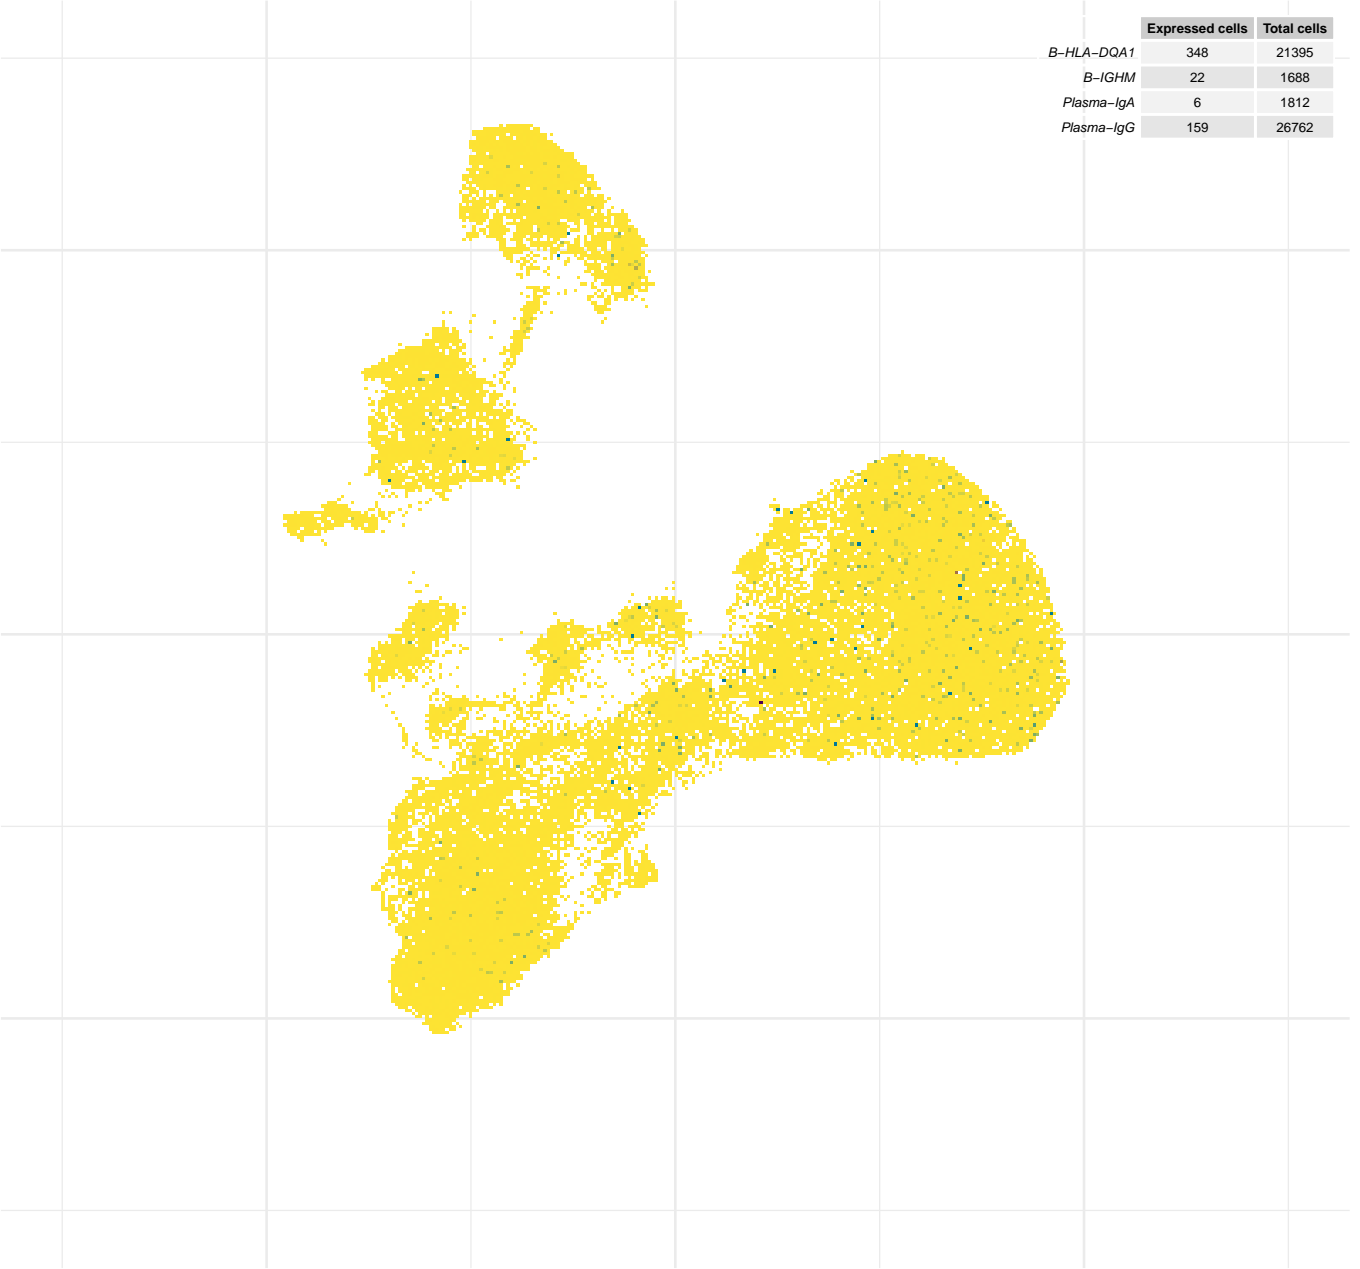 Expressed cells Total cells
B−HLA−DQA1 348 21395
B−IGHM 22 1688
Plasma−IgA 6 1812
Plasma−IgG 159 26762